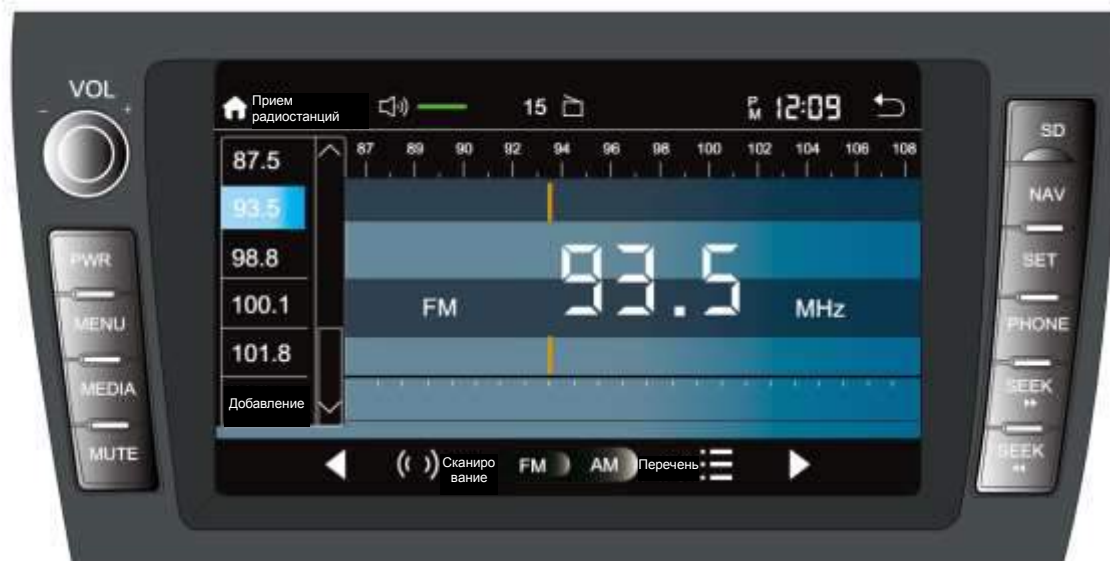 VOL
- +
PWR
MENU
MEDIA
MUTE
Прием
радиостанций
15
PM 12:09
87.5
93.5
98.8
100.1
101.8
Добавление
87 89 90 92 94 96 98 100 102 104 106 108
93.5
FM
MHz
Сканиро
вание
FM AM
Перечень
SD
NAV
SET
PHONE
SEEK
SEEK